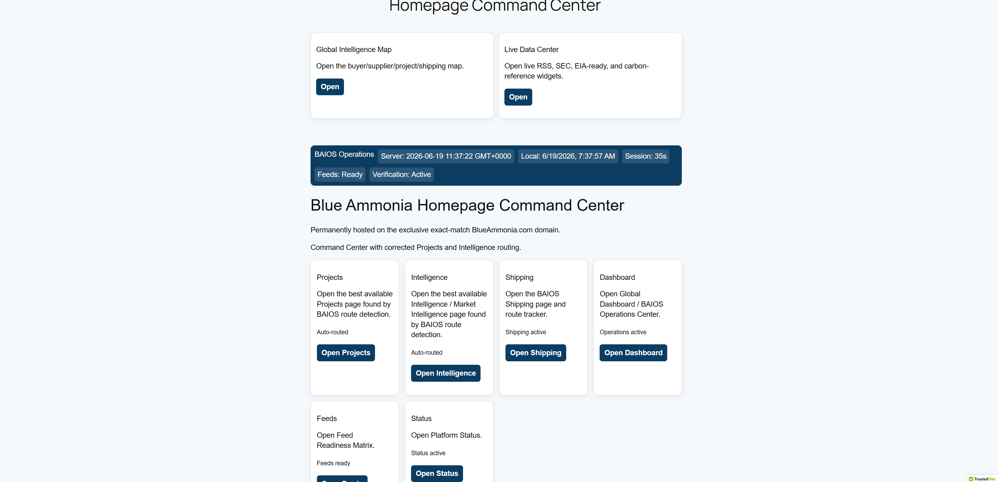 Homepage Command Center
Global Intelligence Map
Open the buyer/supplier/project/shipping map.
Open
Live Data Center
Open live RSS, SEC, EIA-ready, and carbon-
reference widgets.
Open
BAIOS Operations
Server: 2026-06-19 11:37:22 GMT+0000
Local: 6/19/2026, 7:37:57 AM
Session: 35s
Feeds: Ready
Verification: Active
Blue Ammonia Homepage Command Center
Permanently hosted on the exclusive exact-match BlueAmmonia.com domain.
Command Center with corrected Projects and Intelligence routing.
Projects
Open the best available
Projects page found by
BAIOS route detection.
Auto-routed
Open Projects
Intelligence
Open the best available
Intelligence / Market
Intelligence page found
by BAIOS route
detection.
Auto-routed
Open Intelligence
Shipping
Open the BAIOS
Shipping page and
route tracker.
Shipping active
Open Shipping
Dashboard
Open Global
Dashboard / BAIOS
Operations Center.
Operations active
Open Dashboard
Feeds
Open Feed
Readiness Matrix.
Feeds ready
Status
Open Platform Status.
Status active
Open Status
TrustedSite